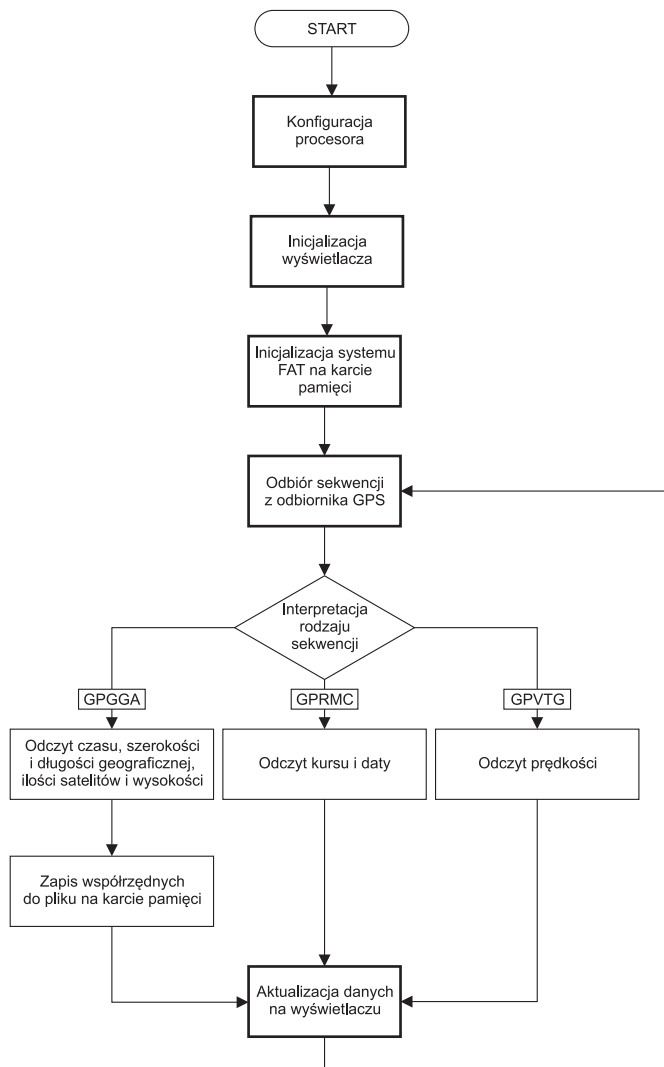 START
Konfiguracja
procesora
Inicjalizacja
wyświetlacza
Inicjalizacja systemu
FAT na karcie
pamięci
Odbiór sekwencji
z odbiornika GPS
Interpretacja
rodzaju
sekwencji
GPGGA
GPRMC
GPVTG
Odczyt czasu, szerokości
i długości geograficznej,
ilości satelitów i wysokości
Odczyt kursu i daty
Odczyt prędkości
Zapis współrzędnych
do pliku na karcie pamięci
Aktualizacja danych
na wyświetlaczu